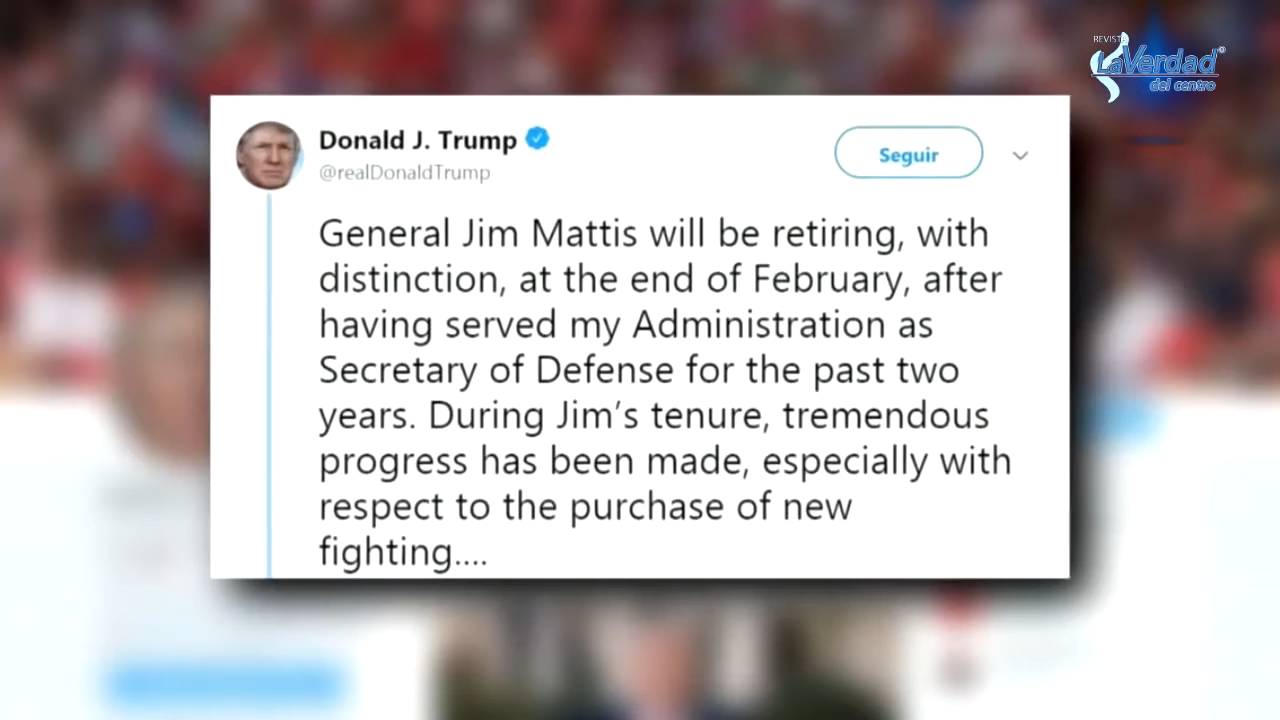 REVISTA
LaVerdad®
del centro
Donald J. Trump
@realDonaldTrump
Seguir
General Jim Mattis will be retiring, with
distinction, at the end of February, after
having served my Administration as
Secretary of Defense for the past two
years. During Jim’s tenure, tremendous
progress has been made, especially with
respect to the purchase of new
fighting....